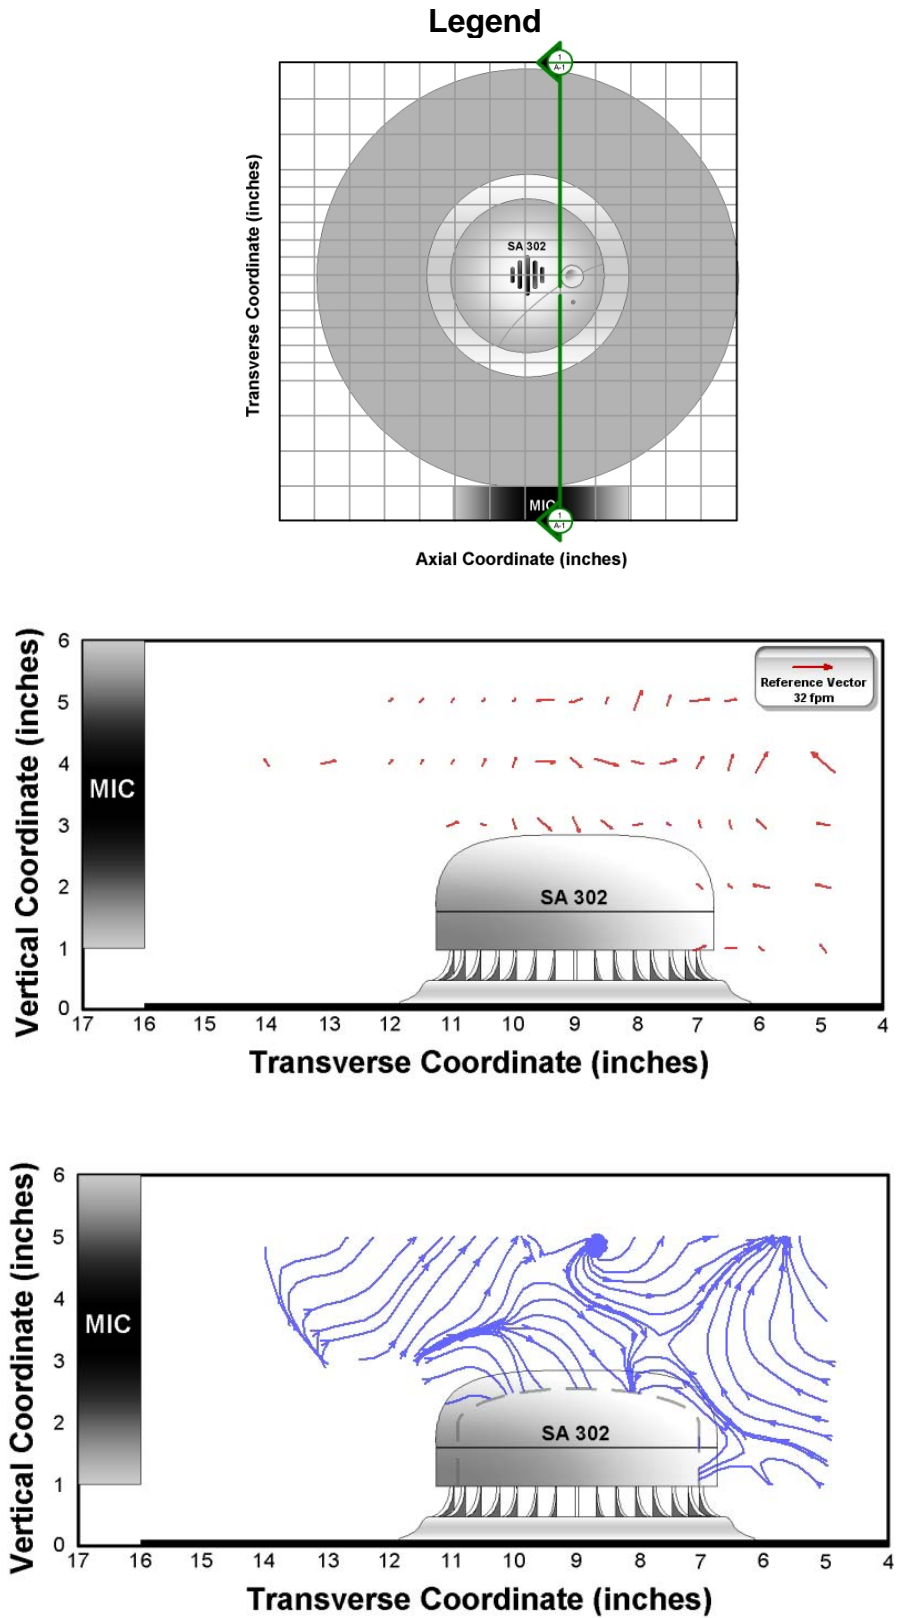 Legend
1
A-1
Transverse Coordinate (inches)
SA 302
MIC
1
A-1
Axial Coordinate (inches)
Vertical Coordinate (inches)
6
5
4
3
2
1
0
MIC
Reference Vector
32 fpm
SA 302
17 16 15 14 13 12 11 10 9 8 7 6 5 4
Transverse Coordinate (inches)
Vertical Coordinate (inches)
6
5
4
3
2
1
0
MIC
SA 302
17 16 15 14 13 12 11 10 9 8 7 6 5 4
Transverse Coordinate (inches)